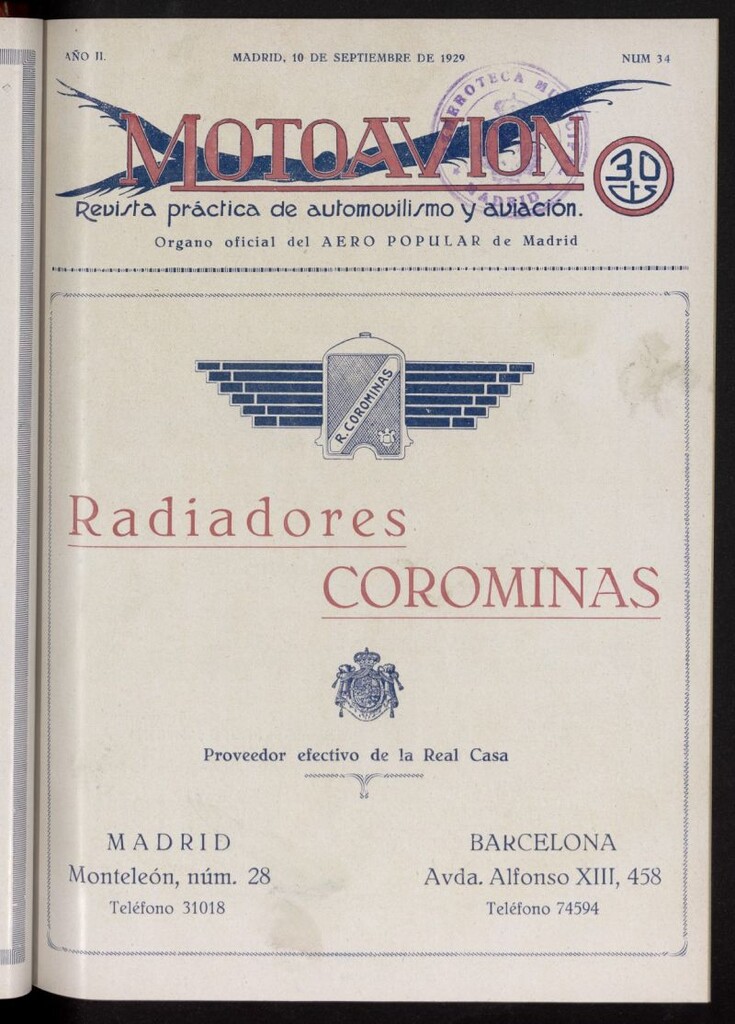 AÑO II.
MADRID, 10 DE SEPTIEMBRE DE 1929
NUM 34
MOTOAVION
30
cts
Revista práctica de automovilismo y aviación.
Organo oficial del AERO POPULAR de Madrid
MADRID
R. COROMINAS
Radiadores
COROMINAS
Proveedor efectivo de la Real Casa
MADRID
Monteleón, núm. 28
Teléfono 31018
BARCELONA
Avda. Alfonso XIII, 458
Teléfono 74594